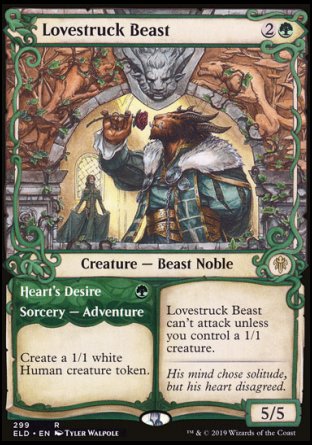 Lovestruck Beast 2
Creature — Beast Noble
Heart's Desire
Sorcery — Adventure
Create a 1/1 white
Human creature token.
Lovestruck Beast
can't attack unless
you control a 1/1
creature.
His mind chose solitude,
but his heart disagreed.
5/5
299 R
ELD • EN Tyler Walpole
™ & © 2019 Wizards of the Coast